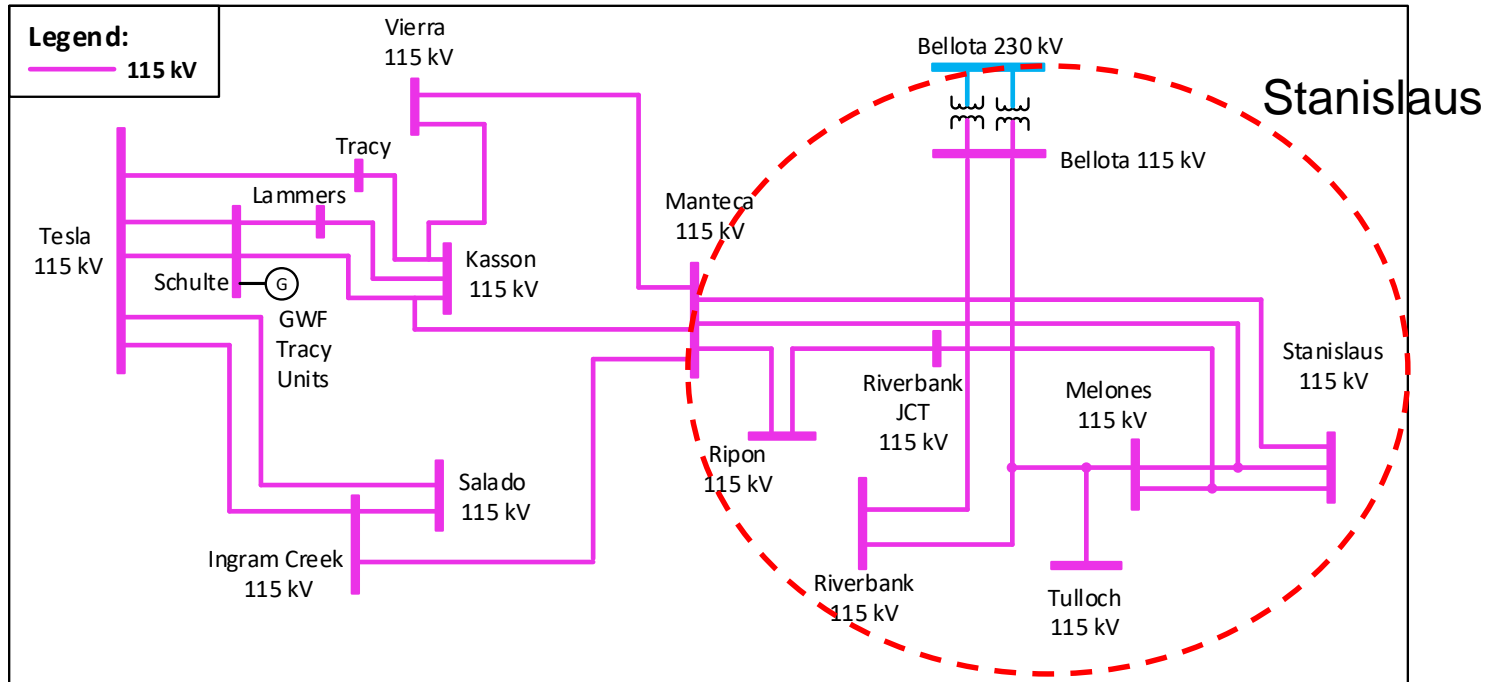 Legend:
115 kV
Vierra
115 kV
Bellota 230 kV
Stanislaus
Tracy
Bellota 115 kV
Lammers
Manteca
115 kV
Tesla
115 kV
Kasson
115 kV
Schulte
G
GWF
Tracy
Units
Stanislaus
115 kV
Riverbank
JCT
115 kV
Melones
115 kV
Ripon
115 kV
Salado
115 kV
Ingram Creek
115 kV
Riverbank
115 kV
Tulloch
115 kV